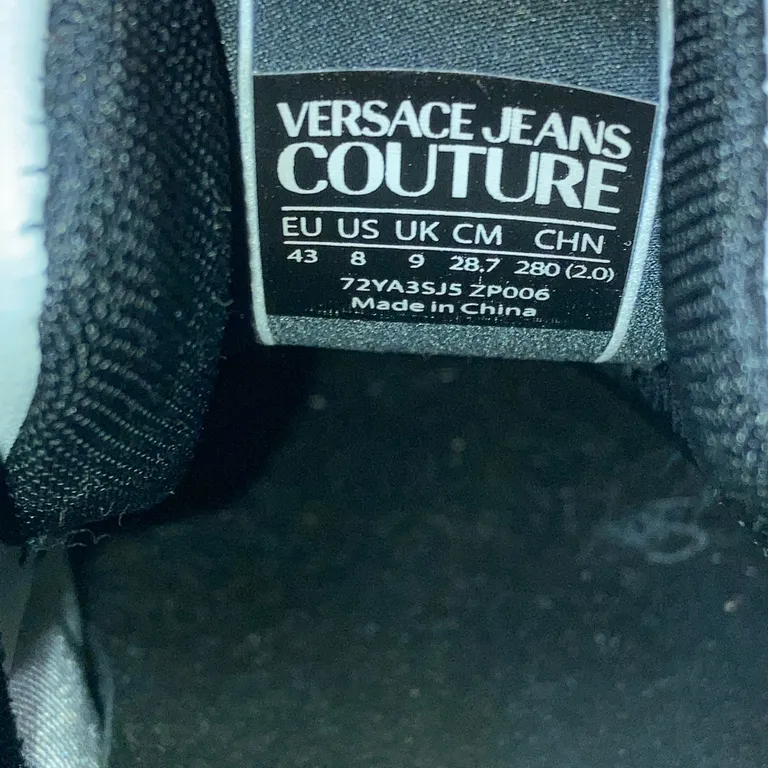 VERSACE JEANS
COUTURE
EU US UK CM CHN
43 8 9 28.7 280 (2.0)
72YA3SJ5 ZP006
Made in China